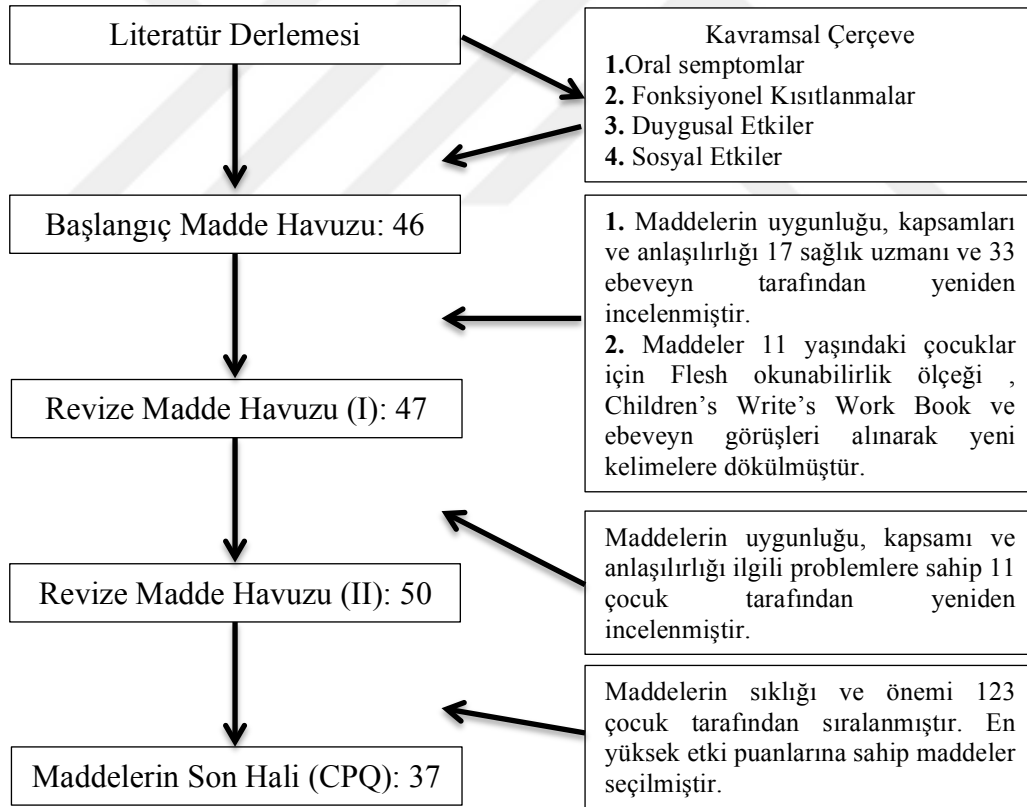 Literatür Derlemesi
Kavramsal Çerçeve
1.Oral semptomlar
2. Fonksiyonel Kısıtlanmalar
3. Duygusal Etkiler
4. Sosyal Etkiler
Başlangıç Madde Havuzu: 46
1. Maddelerin uygunluğu, kapsamları
ve anlaşılırlığı 17 sağlık uzmanı ve 33
ebeveyn tarafından yeniden
incelenmiştir.
2. Maddeler 11 yaşındaki çocuklar
için Flesh okunabilirlik ölçeği ,
Children’s Write’s Work Book ve
ebeveyn görüşleri alınarak yeni
kelimelere dökülmüştür.
Revize Madde Havuzu (I): 47
Maddelerin uygunluğu, kapsamı ve
anlaşılırlığı ilgili problemlere sahip 11
çocuk tarafından yeniden
incelenmiştir.
Revize Madde Havuzu (II): 50
Maddelerin sıklığı ve önemi 123
çocuk tarafından sıralanmıştır. En
yüksek etki puanlarına sahip maddeler
seçilmiştir.
Maddelerin Son Hali (CPQ): 37